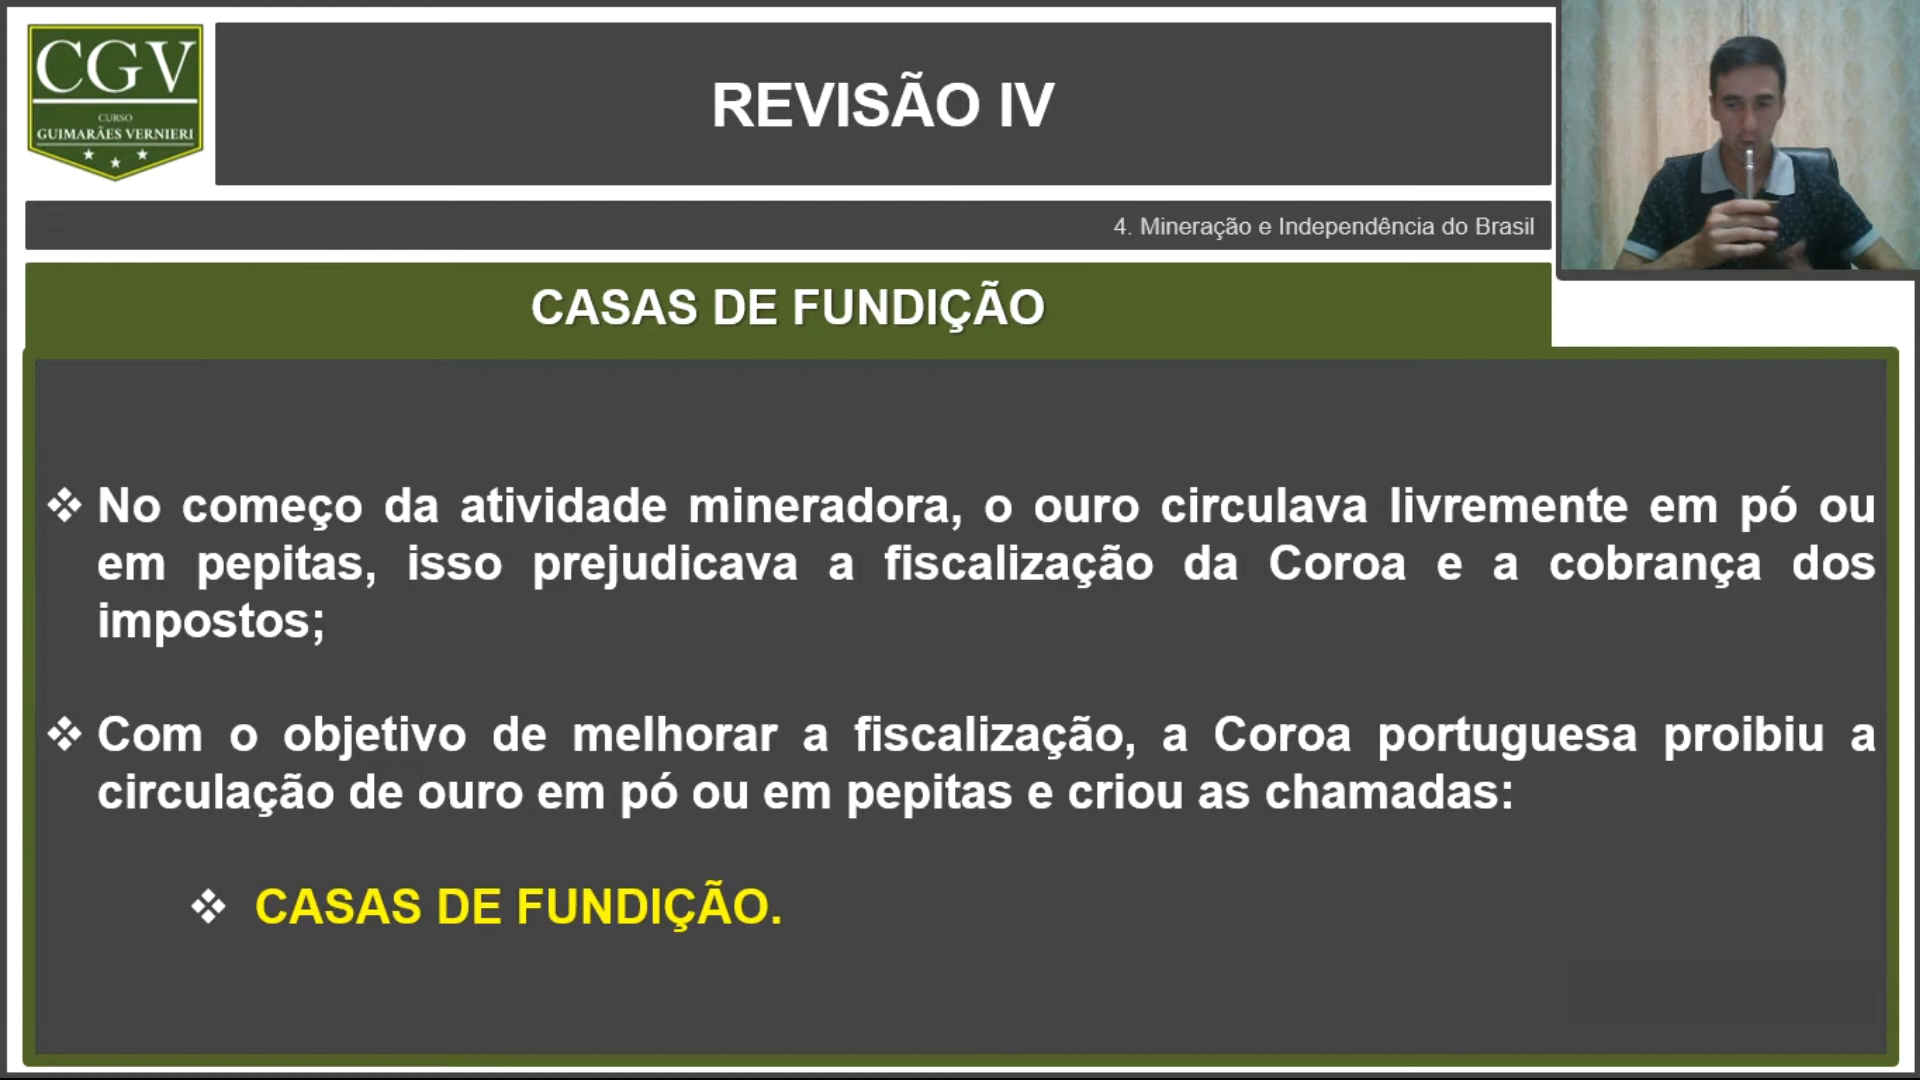 CGV
CURSO
GUIMARÃES VERNIERI
REVISÃO IV
4. Mineração e Independência do Brasil
CASAS DE FUNDIÇÃO
❖ No começo da atividade mineradora, o ouro circulava livremente em pó ou
em pepitas, isso prejudicava a fiscalização da Coroa e a cobrança dos
impostos;
❖ Com o objetivo de melhorar a fiscalização, a Coroa portuguesa proibiu a
circulação de ouro em pó ou em pepitas e criou as chamadas:
❖ CASAS DE FUNDIÇÃO.